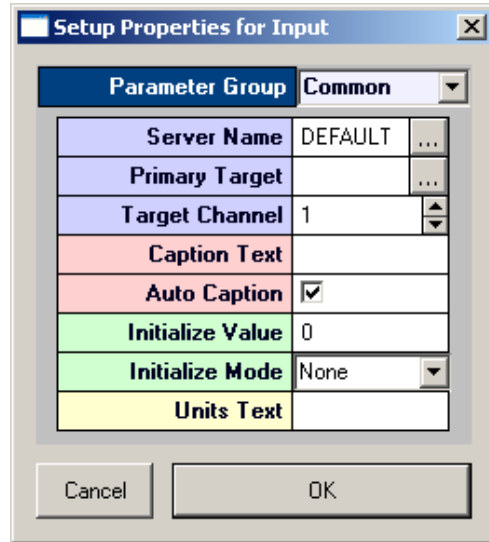 Setup Properties for Input
Parameter Group Common
Server Name DEFAULT ...
Primary Target ...
Target Channel 1
Caption Text
Auto Caption
Initialize Value 0
Initialize Mode None
Units Text
Cancel OK